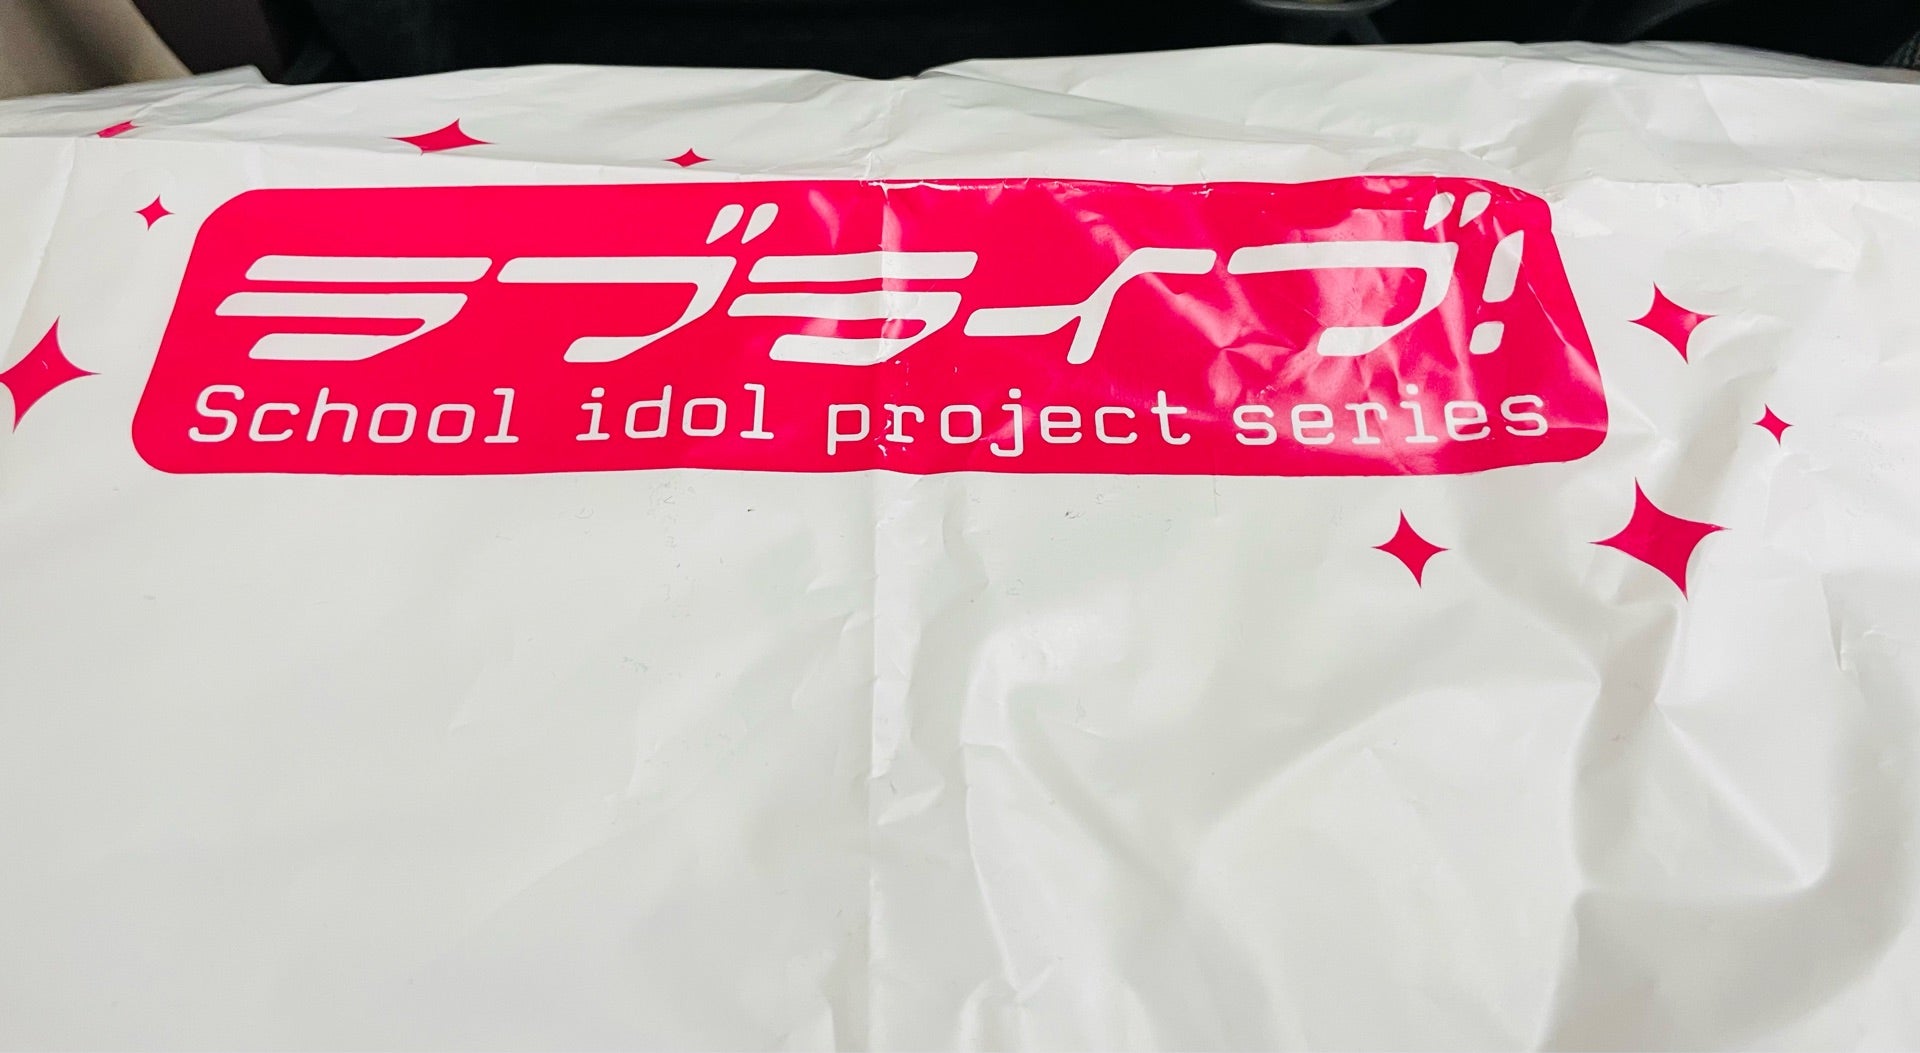 ラブライブ!
School idol project series